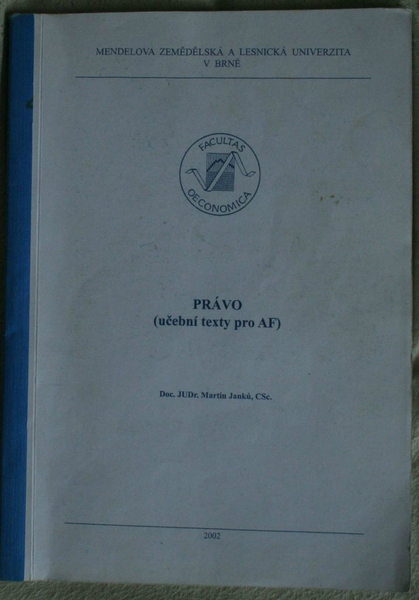 MENDELOVA ZEMĚDĚLSKÁ A LESNICKÁ UNIVERZITA
V BRNĚ
FACULTAS
OECONOMICA
PRÁVO
(učební texty pro AF)
Doc. JUDr. Martin Janků, CSc.
2002